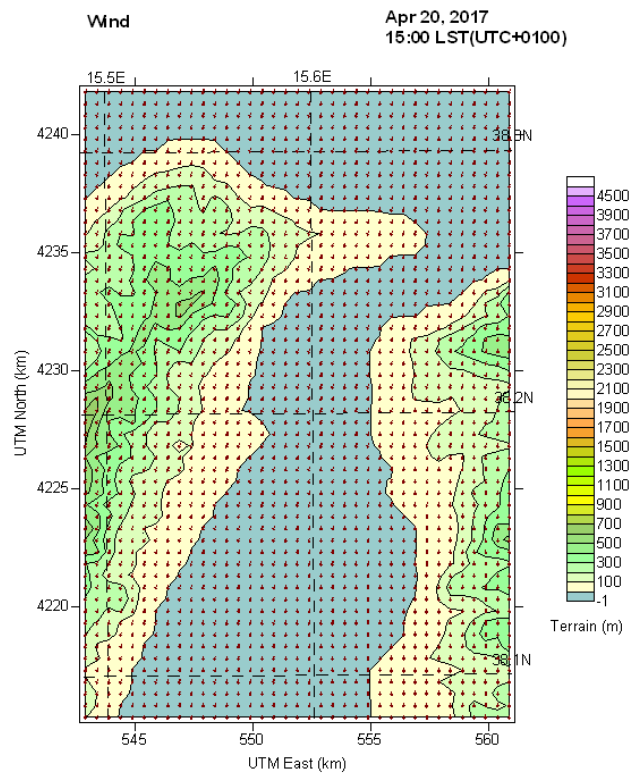 Wind
Apr 20, 2017
15:00 LST(UTC+0100)
15.5E
15.6E
4240
38.3N
4235
4230
38.2N
4225
4220
38.1N
UTM North (km)
545
550
555
560
UTM East (km)
4500
3900
3700
3500
3300
3100
2900
2700
2500
2300
2100
1900
1700
1500
1300
1100
900
700
500
300
100
-1
Terrain (m)